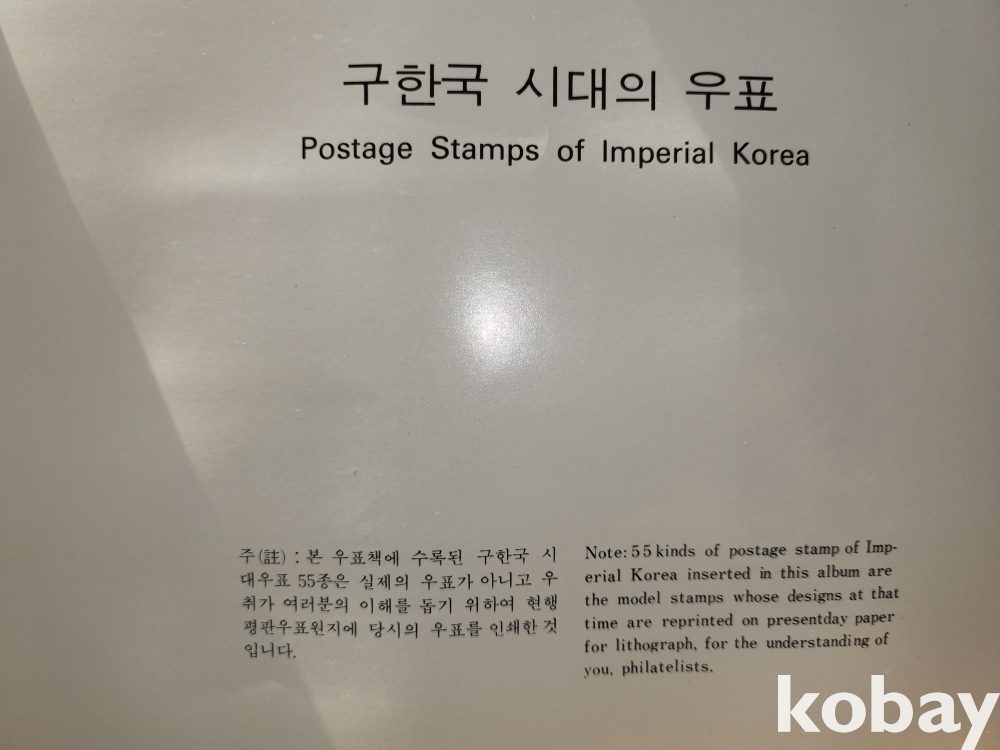 구한국 시대의 우표
Postage Stamps of Imperial Korea
주(註) : 본 우표책에 수록된 구한국 시
대우표 55종은 실제의 우표가 아니고 우
취가 여러분의 이해를 돕기 위하여 현행
평판우표원지에 당시의 우표를 인쇄한 것
입니다.
Note: 55 kinds of postage stamp of Imp-
erial Korea inserted in this album are
the model stamps whose designs at that
time are reprinted on presentday paper
for lithograph, for the understanding of
you, philatelists.
kobay